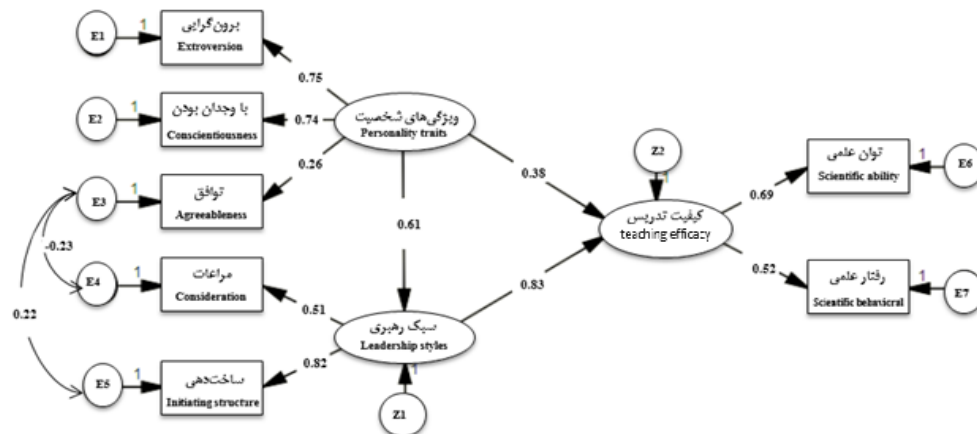 E1
1
برون‌گرایی
Extroversion
0.75
E2
1
با وجدان بودن
Conscientiousness
0.74
ویژگی‌های شخصیت
Personality traits
0.26
E3
1
توافق
Agreeableness
-0.23
0.22
E4
1
مراعات
Consideration
0.51
E5
1
ساخت‌دهی
Initiating structure
0.82
0.61
سبک رهبری
Leadership styles
1
Z1
0.38
0.83
Z2
1
کیفیت تدریس
teaching efficacy
0.69
توان علمی
Scientific ability
1
E6
0.52
رفتار علمی
Scientific behavioral
1
E7